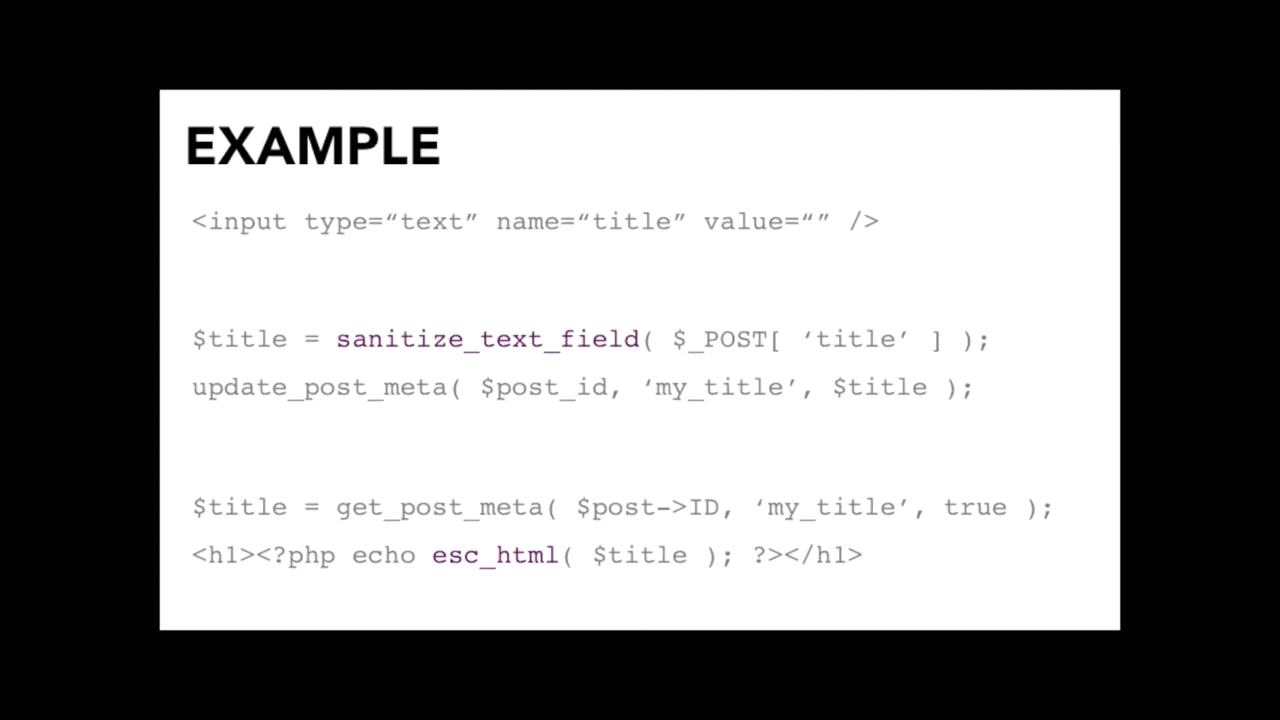 EXAMPLE
<input type=“text” name=“title” value=“” />
$title = sanitize_text_field( $_POST[ ‘title’ ] );
update_post_meta( $post_id, ‘my_title’, $title );
$title = get_post_meta( $post->ID, ‘my_title’, true );
<h1><?php echo esc_html( $title ); ?></h1>